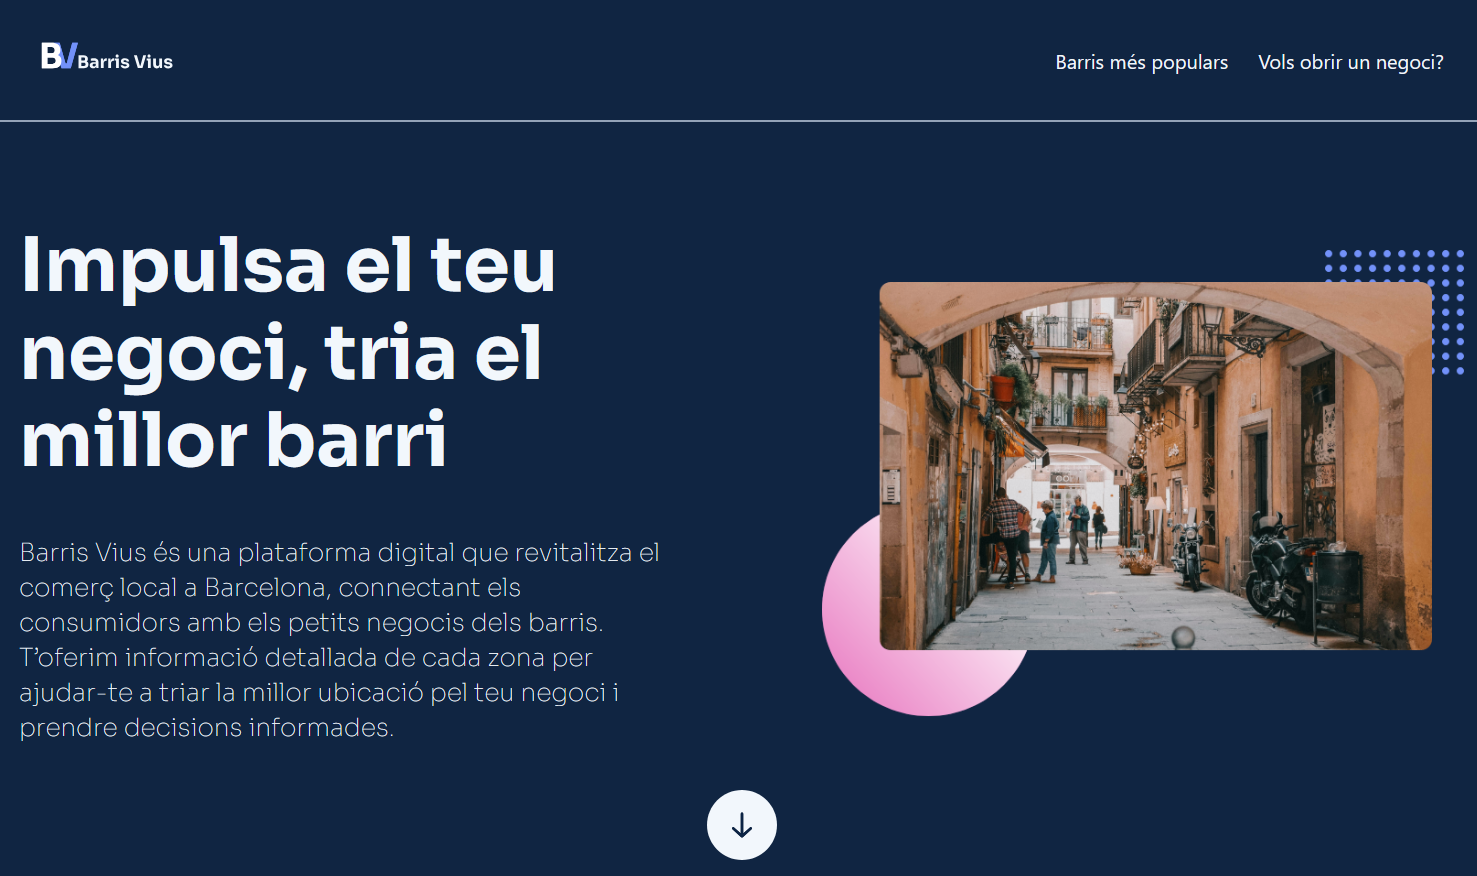 BV Barris Vius
Barris més populars
Vols obrir un negoci?
Impulsa el teu
negoci, tria el
millor barri
Barris Vius és una plataforma digital que revitalitza el
comerç local a Barcelona, connectant els
consumidors amb els petits negocis dels barris.
T’oferim informació detallada de cada zona per
ajudar-te a triar la millor ubicació pel teu negoci i
prendre decisions informades.